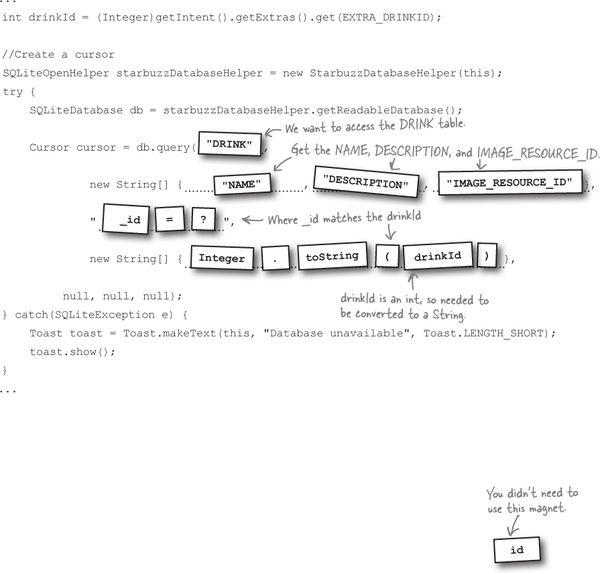 ...
int drinkId = (Integer)getIntent().getExtras().get(EXTRA_DRINKID);
//Create a cursor
SQLiteOpenHelper starbuzzDatabaseHelper = new StarbuzzDatabaseHelper(this);
try {
SQLiteDatabase db = starbuzzDatabaseHelper.getReadableDatabase();
We want to access the DRINK table.
Cursor cursor = db.query( "DRINK" ,
Get the NAME, DESCRIPTION, and IMAGE_RESOURCE_ID.
new String[] { "NAME" , "DESCRIPTION" , "IMAGE_RESOURCE_ID" },
" _id = ? ", Where _id matches the drinkId
new String[] { Integer . toString ( drinkId ) },
null, null, null);
drinkId is an int, so needed to
be converted to a String.
} catch(SQLiteException e) {
Toast toast = Toast.makeText(this, "Database unavailable", Toast.LENGTH_SHORT);
toast.show();
}
...
You didn't need to
use this magnet.
id